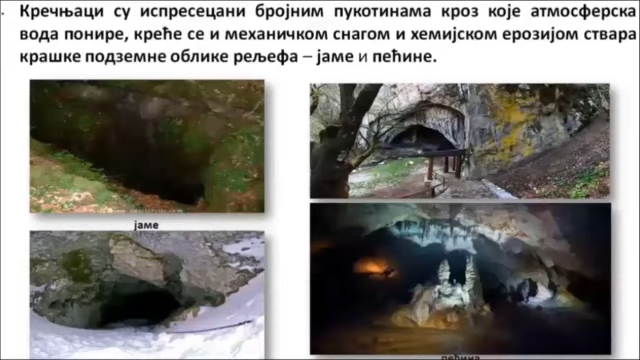 Кречњаци су испресецани бројним пукотинама кроз које атмосферска
вода понире, креће се и механичком снагом и хемијском ерозијом ствара
крашке подземне облике рељефа – јаме и пећине.
јаме
пећина